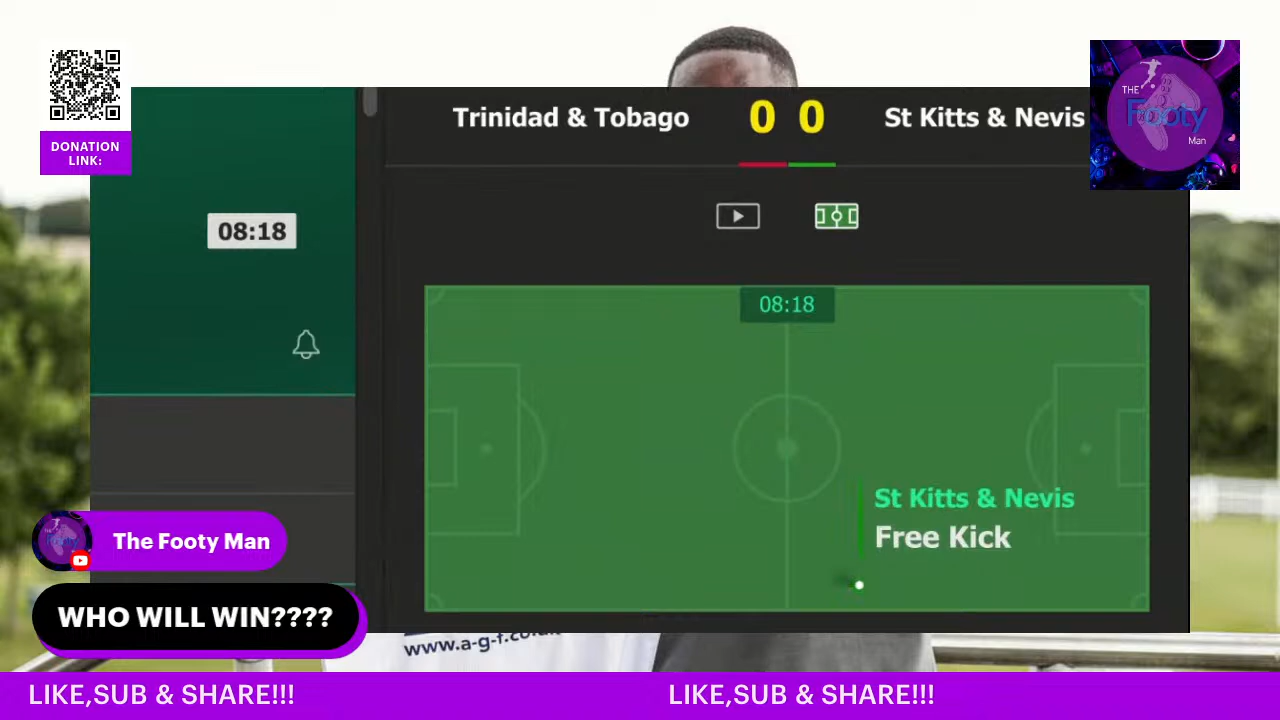 DONATION
LINK:
Trinidad & Tobago 0 0 St Kitts & Nevis
THE
Footy
Man
08:18
08:18
St Kitts & Nevis
Free Kick
The Footy Man
WHO WILL WIN????
www.a-g-f.co.
LIKE,SUB & SHARE!!! LIKE,SUB & SHARE!!!